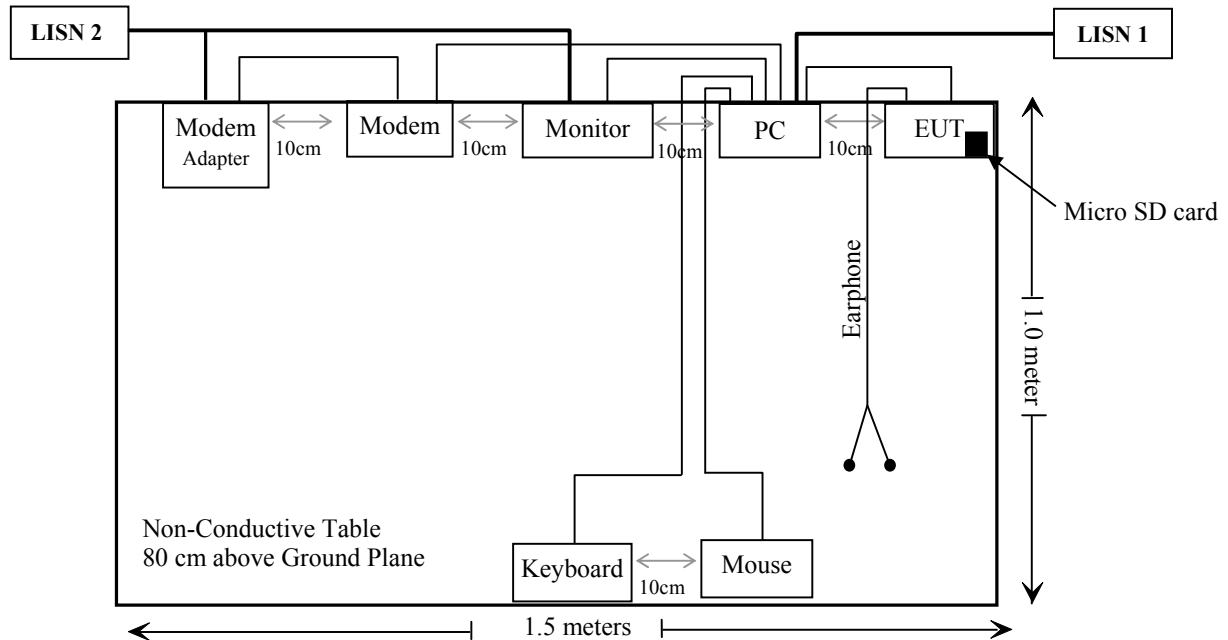 LISN 2
LISN 1
Modem
Adapter
10cm
Modem
10cm
Monitor
10cm
PC
10cm
EUT
Micro SD card
Earphone
1.0 meter
Non-Conductive Table
80 cm above Ground Plane
Keyboard
10cm
Mouse
1.5 meters